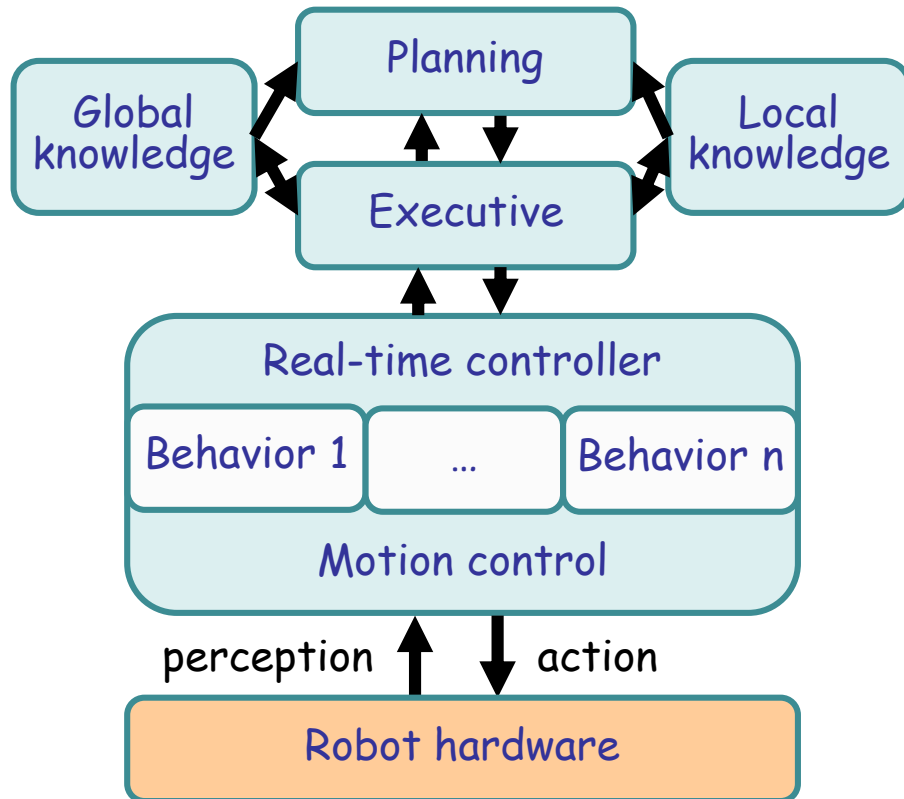 Planning
Global
knowledge
Local
knowledge
Executive
Real-time controller
Behavior 1
...
Behavior n
Motion control
perception
action
Robot hardware